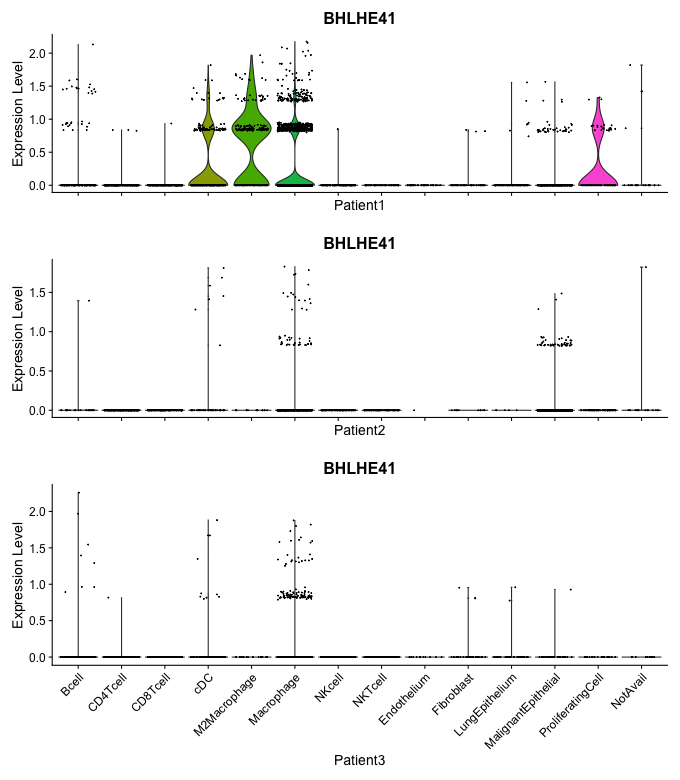 BHLHE41
Expression Level
2.0
1.5
1.0
0.5
0.0
Patient1
BHLHE41
Expression Level
1.5
1.0
0.5
0.0
Patient2
BHLHE41
Expression Level
2.0
1.5
1.0
0.5
0.0
Bcell
CD4Tcell
CD8Tcell
cDC
M2Macrophage
Macrophage
NKcell
NKTcell
Endothelium
Fibroblast
LungEpithelium
MalignantEpithelial
ProliferatingCell
NotAvail
Patient3